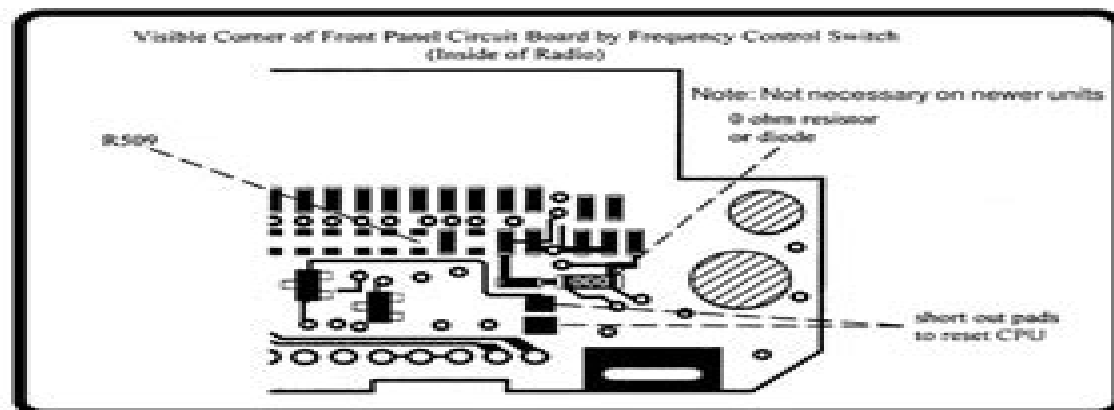 Visible Corner of Front Panel Circuit Board by Frequency Control Switch
(Inside of Radio)
Note: Not necessary on newer units
0 ohm resistor
or diode
R509
short out pads
to reset CPU